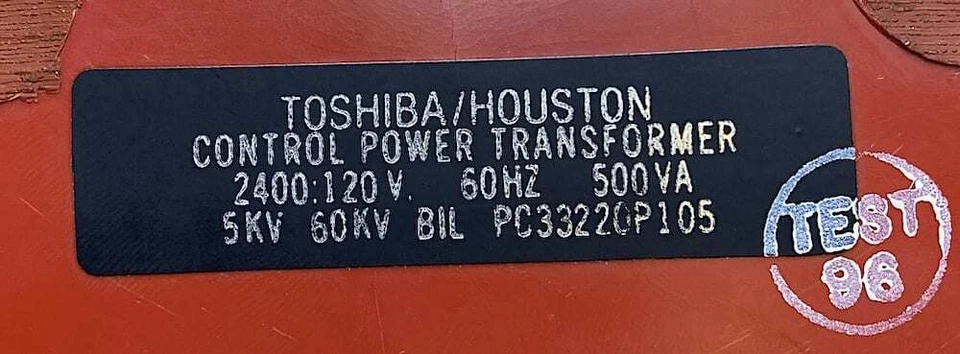 TOSHIBA/HOUSTON
CONTROL POWER TRANSFORMER
2400:120V. 60HZ 500VA
5KV 60KV BIL PC33220P105
TEST
96